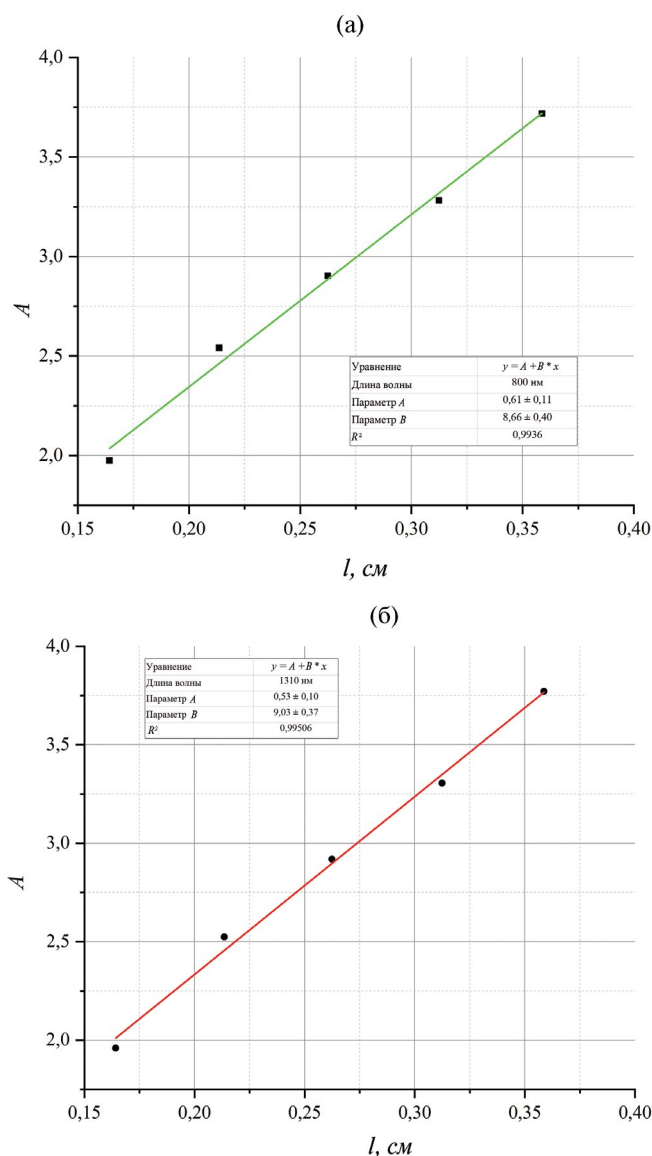 (а)
4,0
3,5
3,0
2,5
2,0
A
Уравнение y = A + B * x
Длина волны 800 нм
Параметр A 0,61 ± 0,11
Параметр B 8,66 ± 0,40
R² 0,9936
0,15 0,20 0,25 0,30 0,35 0,40
l, см
(б)
4,0
3,5
3,0
2,5
2,0
A
Уравнение y = A + B * x
Длина волны 1310 нм
Параметр A 0,53 ± 0,10
Параметр B 9,03 ± 0,37
R² 0,99506
0,15 0,20 0,25 0,30 0,35 0,40
l, см